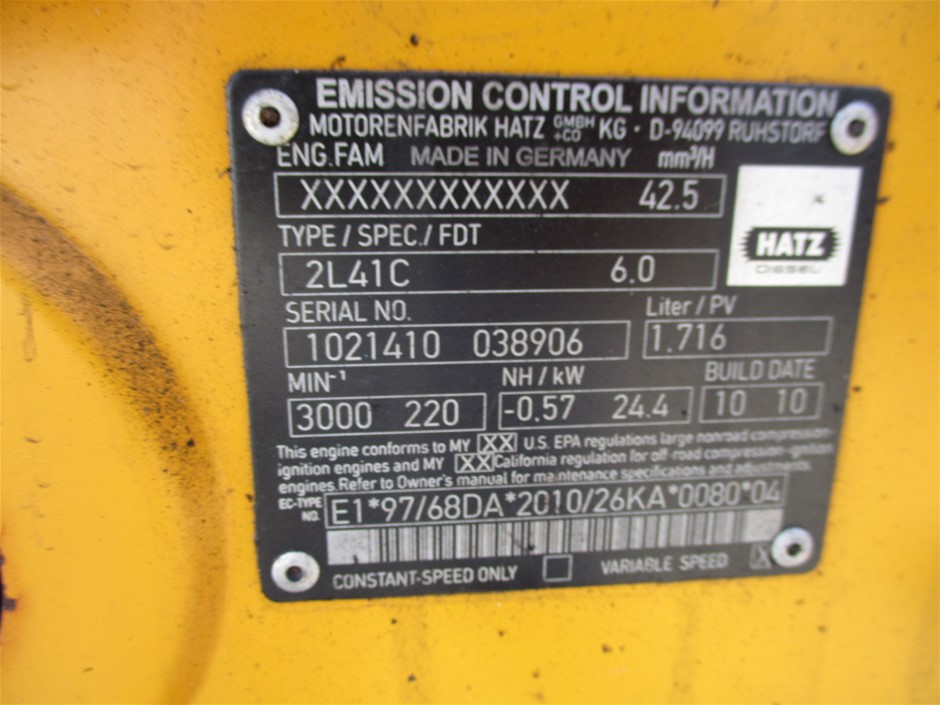 EMISSION CONTROL INFORMATION
MOTORENFABRIK HATZ GMBH +CO KG · D-94099 RUHSTORF
ENG.FAM MADE IN GERMANY mm³/H
XXXXXXXXXXXX 42.5
TYPE / SPEC./ FDT
HATZ
DIESEL
2L41C 6.0
SERIAL NO. Liter / PV
1021410 038906 1.716
MIN-1 NH / kW BUILD DATE
3000 220 -0.57 24.4 10 10
This engine conforms to MY XX U.S. EPA regulations large nonroad compression-
ignition engines and MY XX California regulation for off-road compression-ignition
engines. Refer to Owner's manual for maintenance specifications and adjustments.
EC-TYPE NO. E1*97/68DA*2010/26KA*0080*04
CONSTANT-SPEED ONLY VARIABLE SPEED X